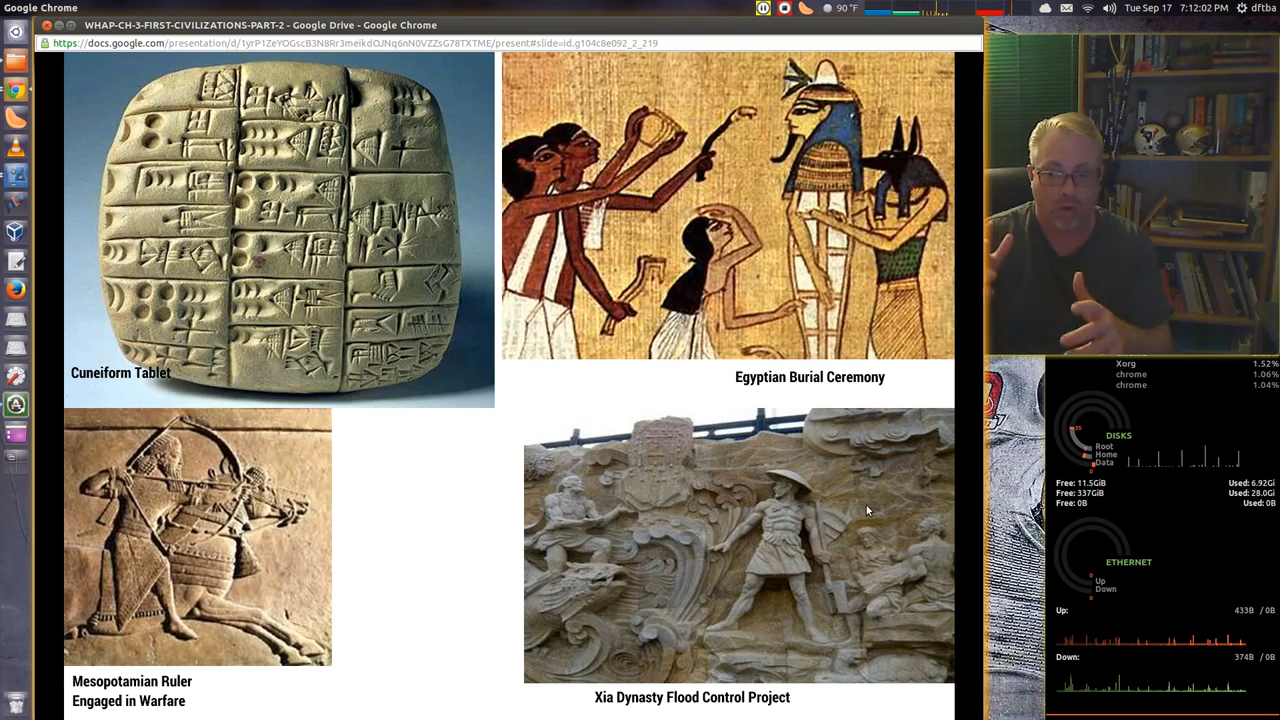 Google Chrome
90 °F
Tue Sep 17
7:12:02 PM
dftba
WHAP-CH-3-FIRST-CIVILIZATIONS-PART-2 - Google Drive - Google Chrome
Cuneiform Tablet
Egyptian Burial Ceremony
Mesopotamian Ruler
Engaged in Warfare
Xia Dynasty Flood Control Project
Xorg 1.52%
chrome 1.06%
chrome 1.04%
DISKS
Root
Home
Data
Free: 11.5GiB Used: 6.92Gi
Free: 337GiB Used: 28.0Gi
Free: 0B Used: 0B
ETHERNET
Up
Down
Up: 433B / 0B
Down: 374B / 0B